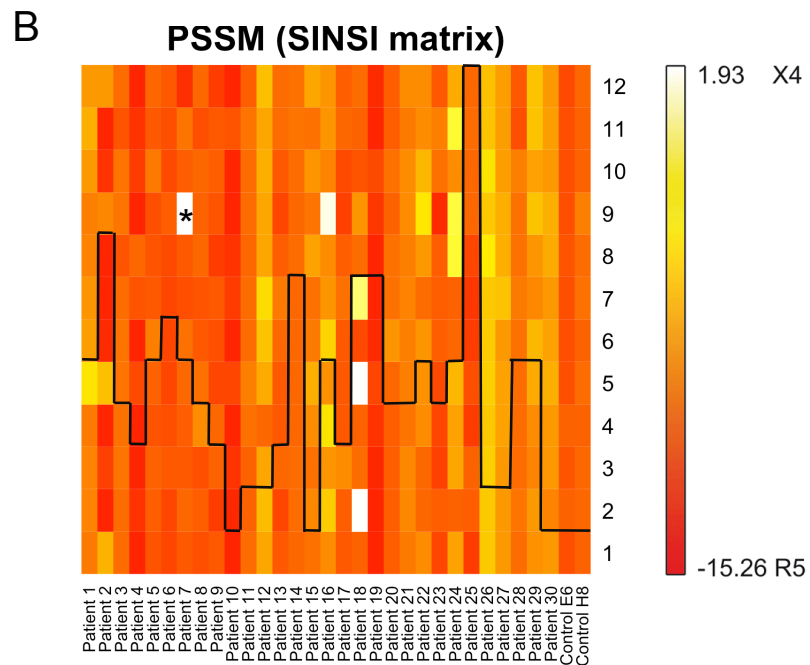 B
PSSM (SINSI matrix)
12
11
10
9
8
7
6
5
4
3
2
1
*
1.93 X4
-15.26 R5
Patient 1
Patient 2
Patient 3
Patient 4
Patient 5
Patient 6
Patient 7
Patient 8
Patient 9
Patient 10
Patient 11
Patient 12
Patient 13
Patient 14
Patient 15
Patient 16
Patient 17
Patient 18
Patient 19
Patient 20
Patient 21
Patient 22
Patient 23
Patient 24
Patient 25
Patient 26
Patient 27
Patient 28
Patient 29
Patient 30
Control E6
Control H8